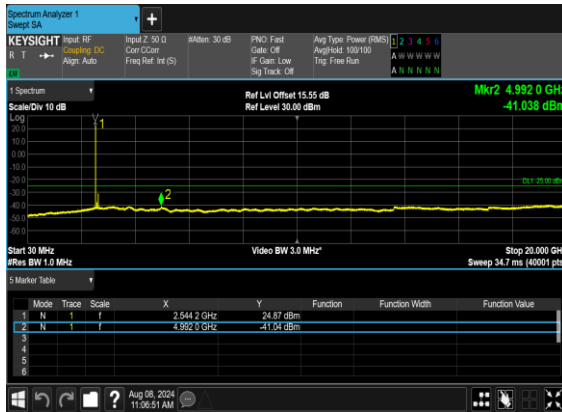 Spectrum Analyzer 1
Swept SA
+
KEYSIGHT Input: RF Input Z: 50 Ω #Atten: 30 dB PNO: Fast Avg Type: Power (RMS) 1 2 3 4 5 6
R T Coupling: DC Corr CCorr Gate: Off Avg|Hold: 100/100 A W W W W W
Align: Auto Freq Ref: Int (S) IF Gain: Low Trig: Free Run
Sig Track: Off A N N N N N
1 Spectrum Ref Lvl Offset 15.55 dB Mkr2 4.992 0 GHz
Scale/Div 10 dB Ref Level 30.00 dBm -41.038 dBm
Log
20.0
10.0
0.00
-10.0
-20.0
-30.0
-40.0
-50.0
-60.0
1
2
DL1 -25.00 dBm
Start 30 MHz Video BW 3.0 MHz* Stop 20.000 GHz
#Res BW 1.0 MHz Sweep 34.7 ms (40001 pts)
5 Marker Table
Mode Trace Scale X Y Function Function Width Function Value
1 N 1 f 2.544 2 GHz 24.87 dBm
2 N 1 f 4.992 0 GHz -41.04 dBm
3
4
5
6
? Aug 08, 2024
11:06:51 AM